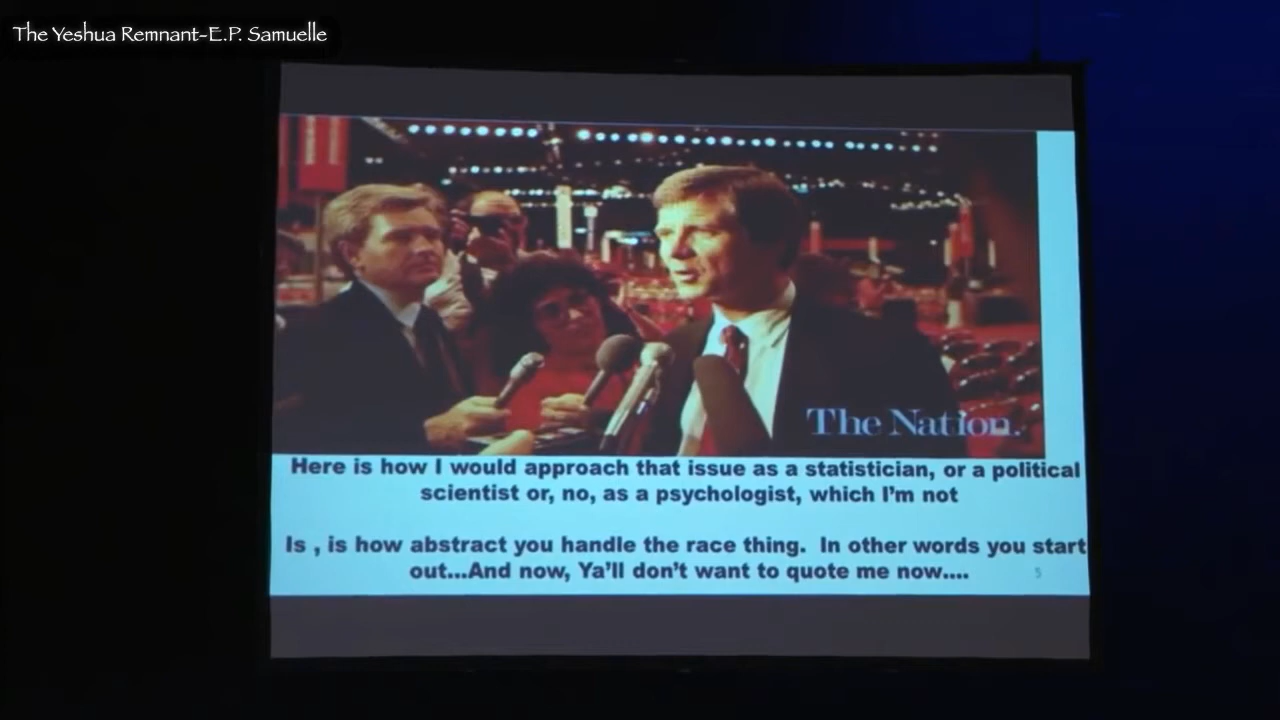 The Yeshua Remnant-E.P. Samuelle
The Nation.
Here is how I would approach that issue as a statistician, or a political
scientist or, no, as a psychologist, which I'm not
Is , is how abstract you handle the race thing.  In other words you start
out...And now, Ya'll don't want to quote me now....
5